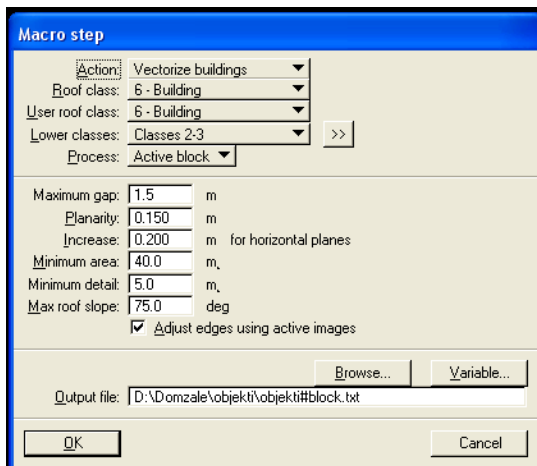 Macro step
Action: Vectorize buildings
Roof class: 6 - Building
User roof class: 6 - Building
Lower classes: Classes 2-3 >>
Process: Active block
Maximum gap: 1.5 m
Planarity: 0.150 m
Increase: 0.200 m for horizontal planes
Minimum area: 40.0 m,
Minimum detail: 5.0 m,
Max roof slope: 75.0 deg
Adjust edges using active images
Browse... Variable...
Output file: D:\Domzale\objekti\objekti#block.txt
OK Cancel